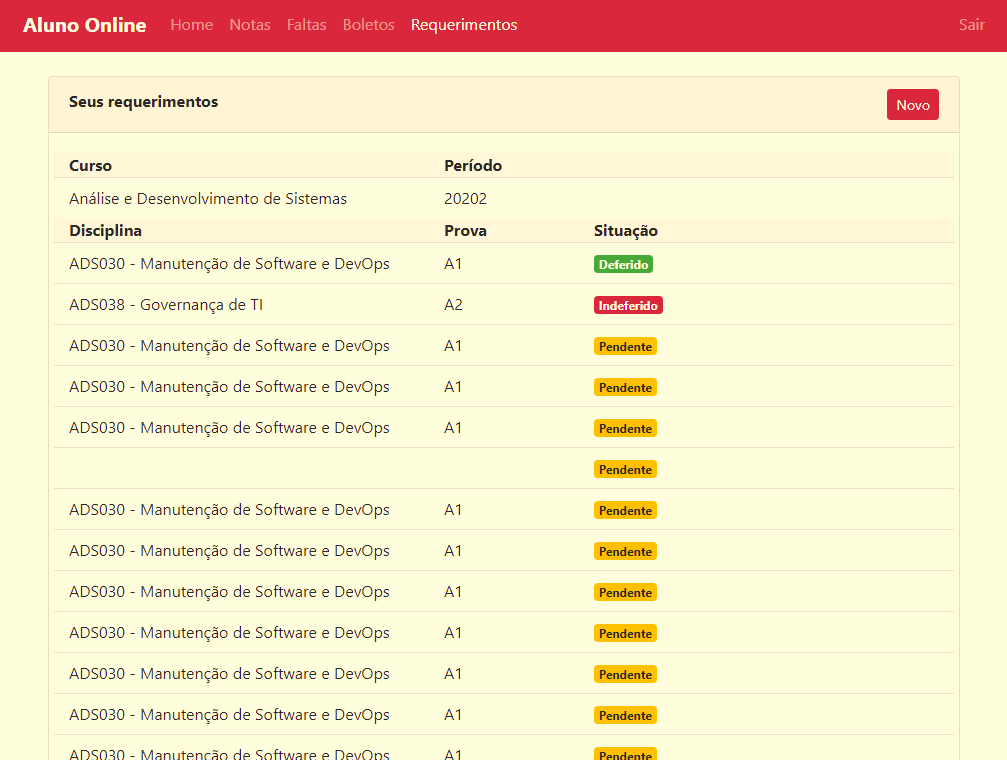 Aluno Online Home Notas Faltas Boletos Requerimentos Sair
Seus requerimentos Novo
Curso Período
Análise e Desenvolvimento de Sistemas 20202
Disciplina Prova Situação
ADS030 - Manutenção de Software e DevOps A1 Deferido
ADS038 - Governança de TI A2 Indeferido
ADS030 - Manutenção de Software e DevOps A1 Pendente
ADS030 - Manutenção de Software e DevOps A1 Pendente
ADS030 - Manutenção de Software e DevOps A1 Pendente
Pendente
ADS030 - Manutenção de Software e DevOps A1 Pendente
ADS030 - Manutenção de Software e DevOps A1 Pendente
ADS030 - Manutenção de Software e DevOps A1 Pendente
ADS030 - Manutenção de Software e DevOps A1 Pendente
ADS030 - Manutenção de Software e DevOps A1 Pendente
ADS030 - Manutenção de Software e DevOps A1 Pendente
ADS030 - Manutenção de Software e DevOps A1 Pendente